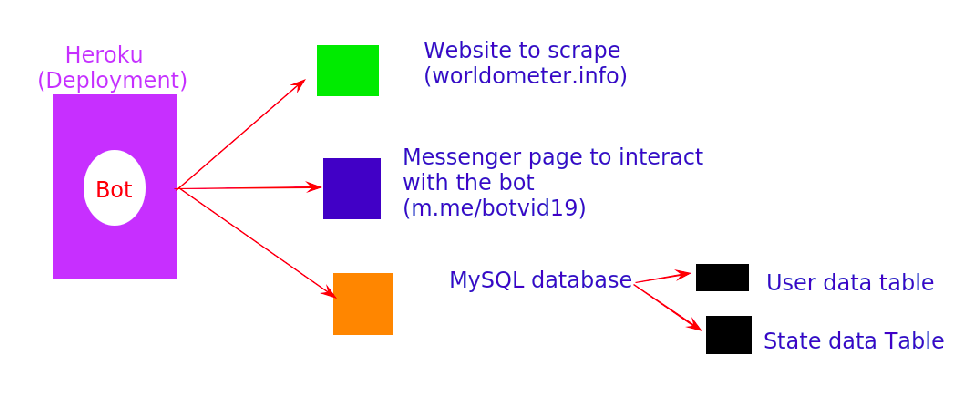 Heroku
(Deployment)
Bot
Website to scrape
(worldometer.info)
Messenger page to interact
with the bot
(m.me/botvid19)
MySQL database
User data table
State data Table